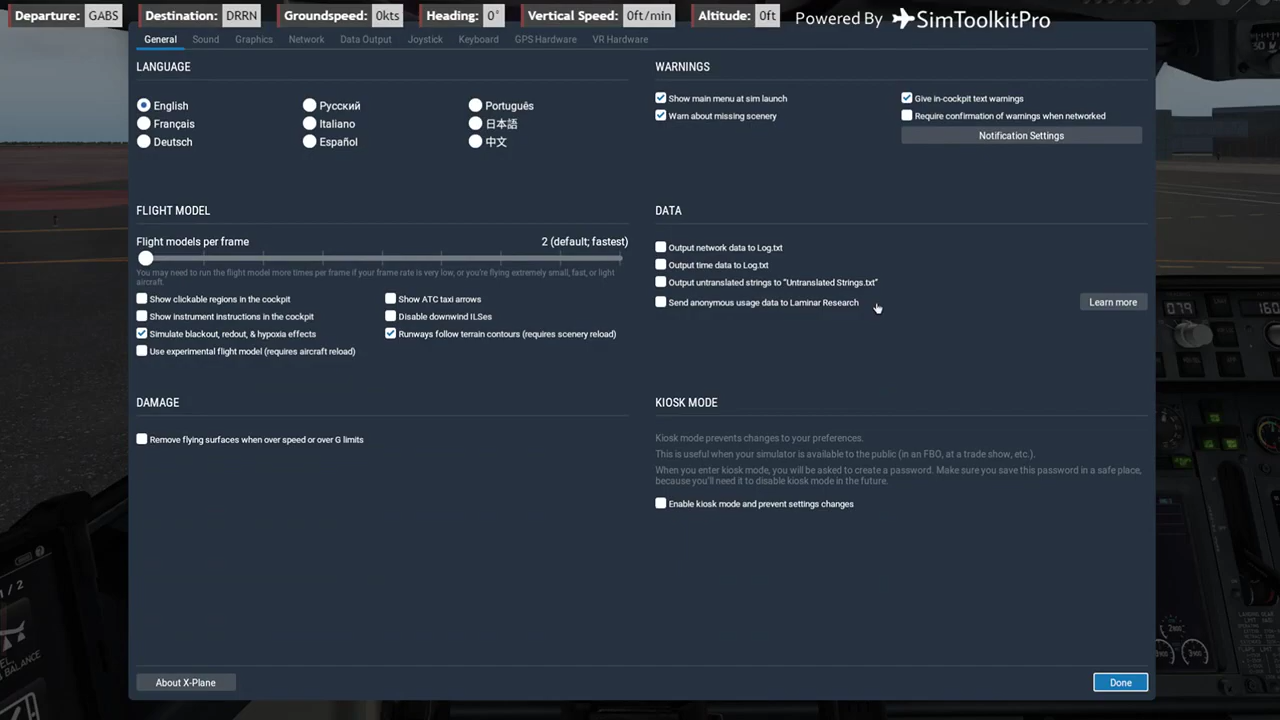 Departure: GABS Destination: DRRN Groundspeed: 0kts Heading: 0° Vertical Speed: 0ft/min Altitude: 0ft Powered By SimToolkitPro
General Sound Graphics Network Data Output Joystick Keyboard GPS Hardware VR Hardware
LANGUAGE
English Русский Português
Français Italiano 日本語
Deutsch Español 中文
WARNINGS
Show main menu at sim launch Give in-cockpit text warnings
Warn about missing scenery Require confirmation of warnings when networked
Notification Settings
FLIGHT MODEL
Flight models per frame 2 (default; fastest)
You may need to run the flight model more times per frame if your frame rate is very low, or you're flying extremely small, fast, or light
aircraft.
Show clickable regions in the cockpit Show ATC taxi arrows
Show instrument instructions in the cockpit Disable downwind ILSes
Simulate blackout, redout, & hypoxia effects Runways follow terrain contours (requires scenery reload)
Use experimental flight model (requires aircraft reload)
DATA
Output network data to Log.txt
Output time data to Log.txt
Output untranslated strings to "Untranslated Strings.txt"
Send anonymous usage data to Laminar Research Learn more
DAMAGE
Remove flying surfaces when over speed or over G limits
KIOSK MODE
Kiosk mode prevents changes to your preferences.
This is useful when your simulator is available to the public (in an FBO, at a trade show, etc.).
When you enter kiosk mode, you will be asked to create a password. Make sure you save this password in a safe place,
because you'll need it to disable kiosk mode in the future.
Enable kiosk mode and prevent settings changes
About X-Plane Done